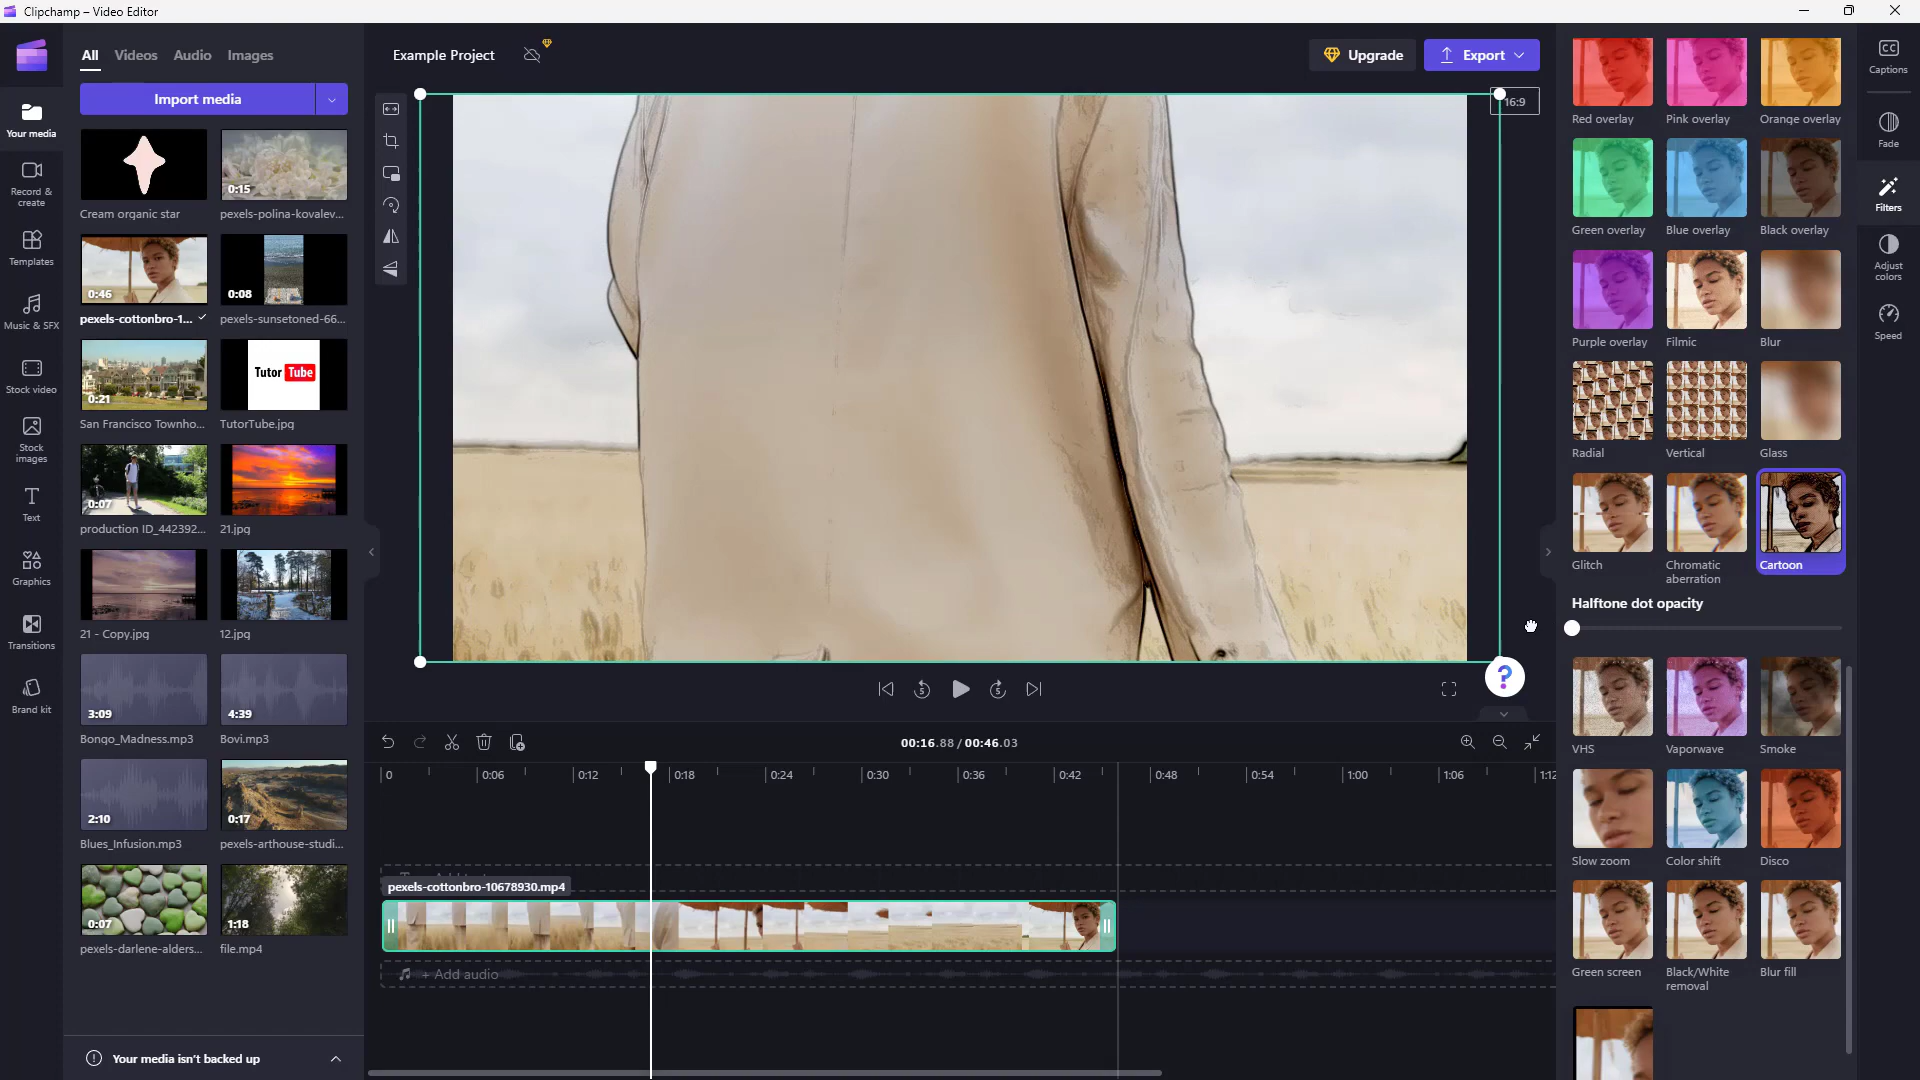 Clipchamp – Video Editor
All
Videos
Audio
Images
Import media
Your media
Record &
create
Templates
Music & SFX
Stock video
Stock
images
Text
Graphics
Transitions
Brand kit
Cream organic star
0:15
pexels-polina-kovalev...
0:46
pexels-cottonbro-1...
0:08
pexels-sunsetoned-66...
0:21
San Francisco Townho...
Tutor Tube
TutorTube.jpg
0:07
production ID_442392...
21.jpg
21 - Copy.jpg
12.jpg
3:09
Bongo_Madness.mp3
4:39
Bovi.mp3
2:10
Blues_Infusion.mp3
0:17
pexels-arthouse-studi...
0:07
pexels-darlene-alders...
1:18
file.mp4
Your media isn't backed up
Example Project
Upgrade
Export
16:9
5
5
?
00:16.88 / 00:46.03
0
0:06
0:12
0:18
0:24
0:30
0:36
0:42
0:48
0:54
1:00
1:06
1:12
pexels-cottonbro-10678930.mp4
+ Add audio
Red overlay
Pink overlay
Orange overlay
Green overlay
Blue overlay
Black overlay
Purple overlay
Filmic
Blur
Radial
Vertical
Glass
Glitch
Chromatic
aberration
Cartoon
Halftone dot opacity
VHS
Vaporwave
Smoke
Slow zoom
Color shift
Disco
Green screen
Black/White
removal
Blur fill
CC
Captions
Fade
Filters
Adjust
colors
Speed